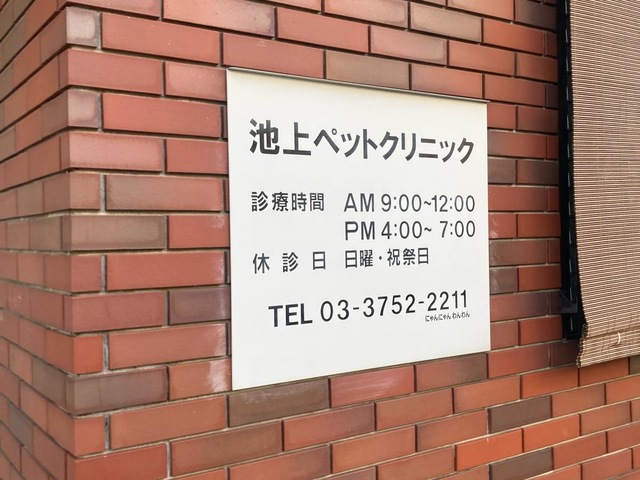 池上ペットクリニック
診療時間 AM 9:00~12:00
PM 4:00~ 7:00
休診日 日曜・祝祭日
TEL 03-3752-2211
にゃんにゃん わんわん